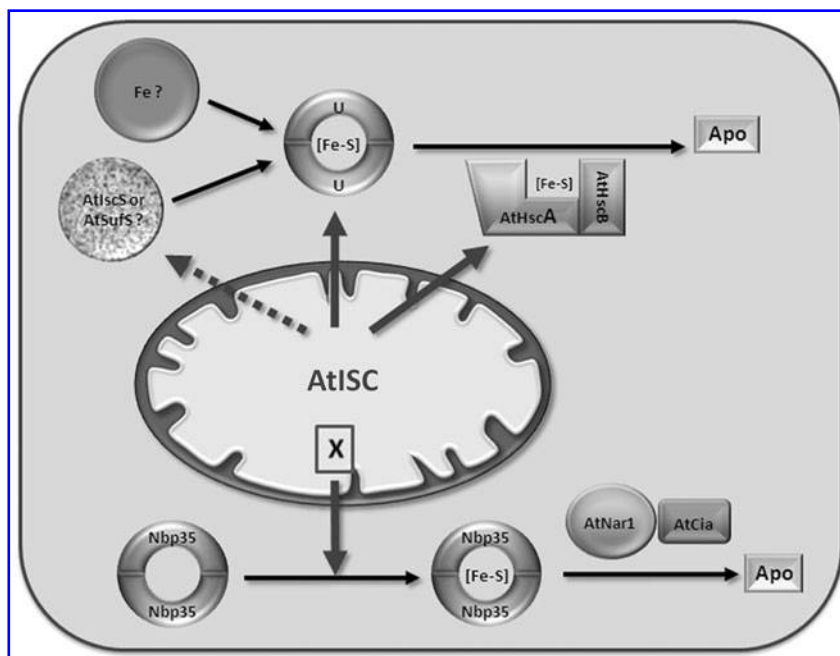 Fe ?
U
[Fe-S]
U
Apo
AtIscS or
AtSufS ?
[Fe-S]
AtHscA
AtHscB
AtISC
X
Nbp35
Nbp35
Nbp35
[Fe-S]
Nbp35
AtNar1
AtCia
Apo